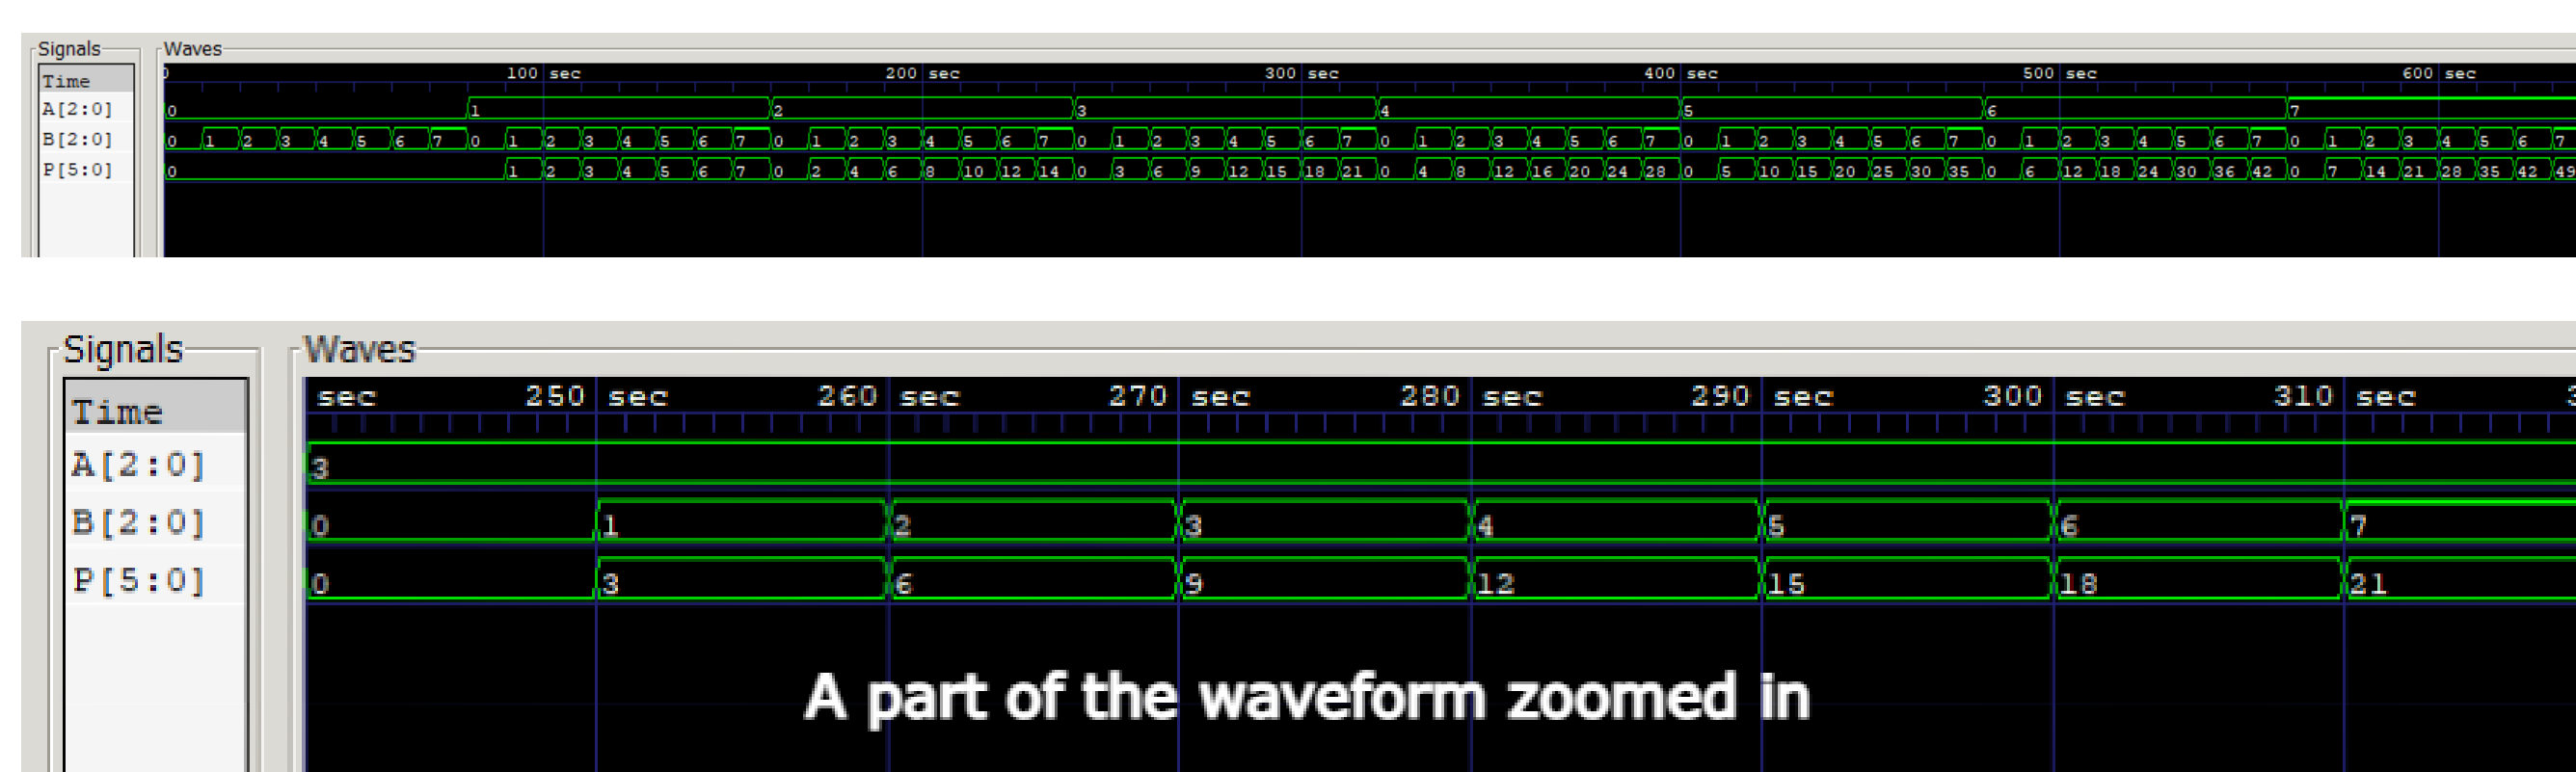 Signals Waves
Time 0 100 sec 200 sec 300 sec 400 sec 500 sec 600 sec
A[2:0] 0 1 2 3 4 5 6 7
B[2:0] 0 1 2 3 4 5 6 7 0 1 2 3 4 5 6 7 0 1 2 3 4 5 6 7 0 1 2 3 4 5 6 7 0 1 2 3 4 5 6 7 0 1 2 3 4 5 6 7 0 1 2 3 4 5 6 7 0 1 2 3 4 5 6 7
P[5:0] 0 1 2 3 4 5 6 7 0 2 4 6 8 10 12 14 0 3 6 9 12 15 18 21 0 4 8 12 16 20 24 28 0 5 10 15 20 25 30 35 0 6 12 18 24 30 36 42 0 7 14 21 28 35 42 49
Signals Waves
Time sec 250 sec 260 sec 270 sec 280 sec 290 sec 300 sec 310 sec
A[2:0] 3
B[2:0] 0 1 2 3 4 5 6 7
P[5:0] 0 3 6 9 12 15 18 21
A part of the waveform zoomed in